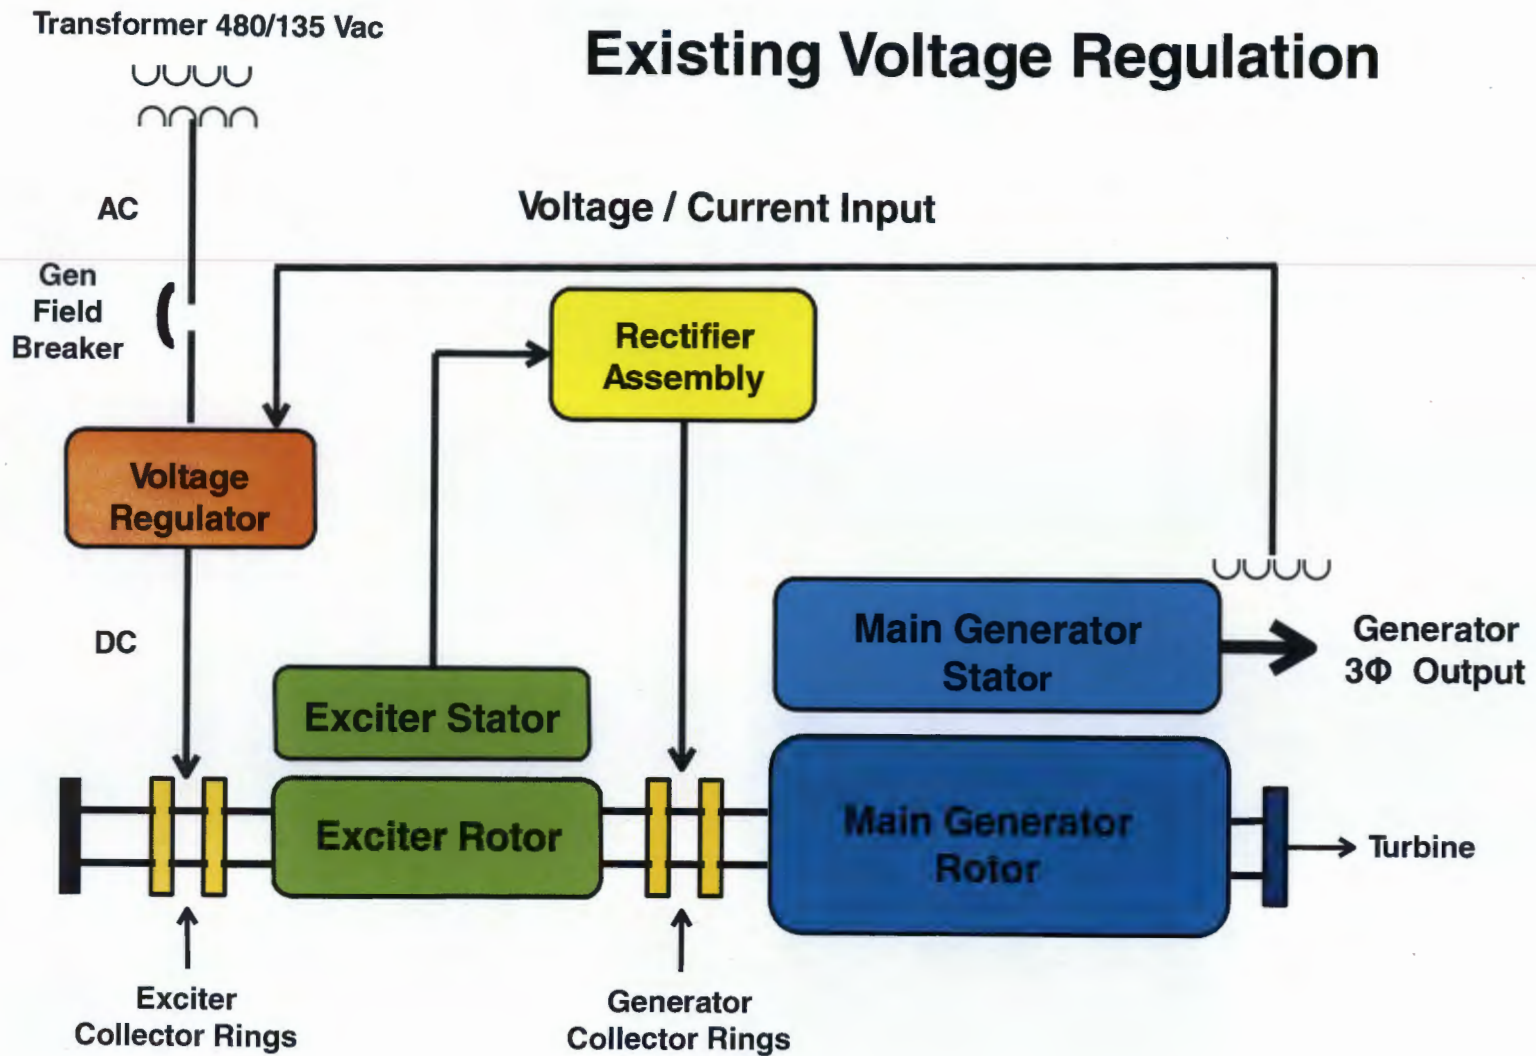 Transformer 480/135 Vac
Existing Voltage Regulation
AC
Voltage / Current Input
Gen
Field
Breaker
Rectifier
Assembly
Voltage
Regulator
DC
Main Generator
Stator
Generator
3Φ Output
Exciter Stator
Exciter Rotor
Main Generator
Rotor
Turbine
Exciter
Collector Rings
Generator
Collector Rings